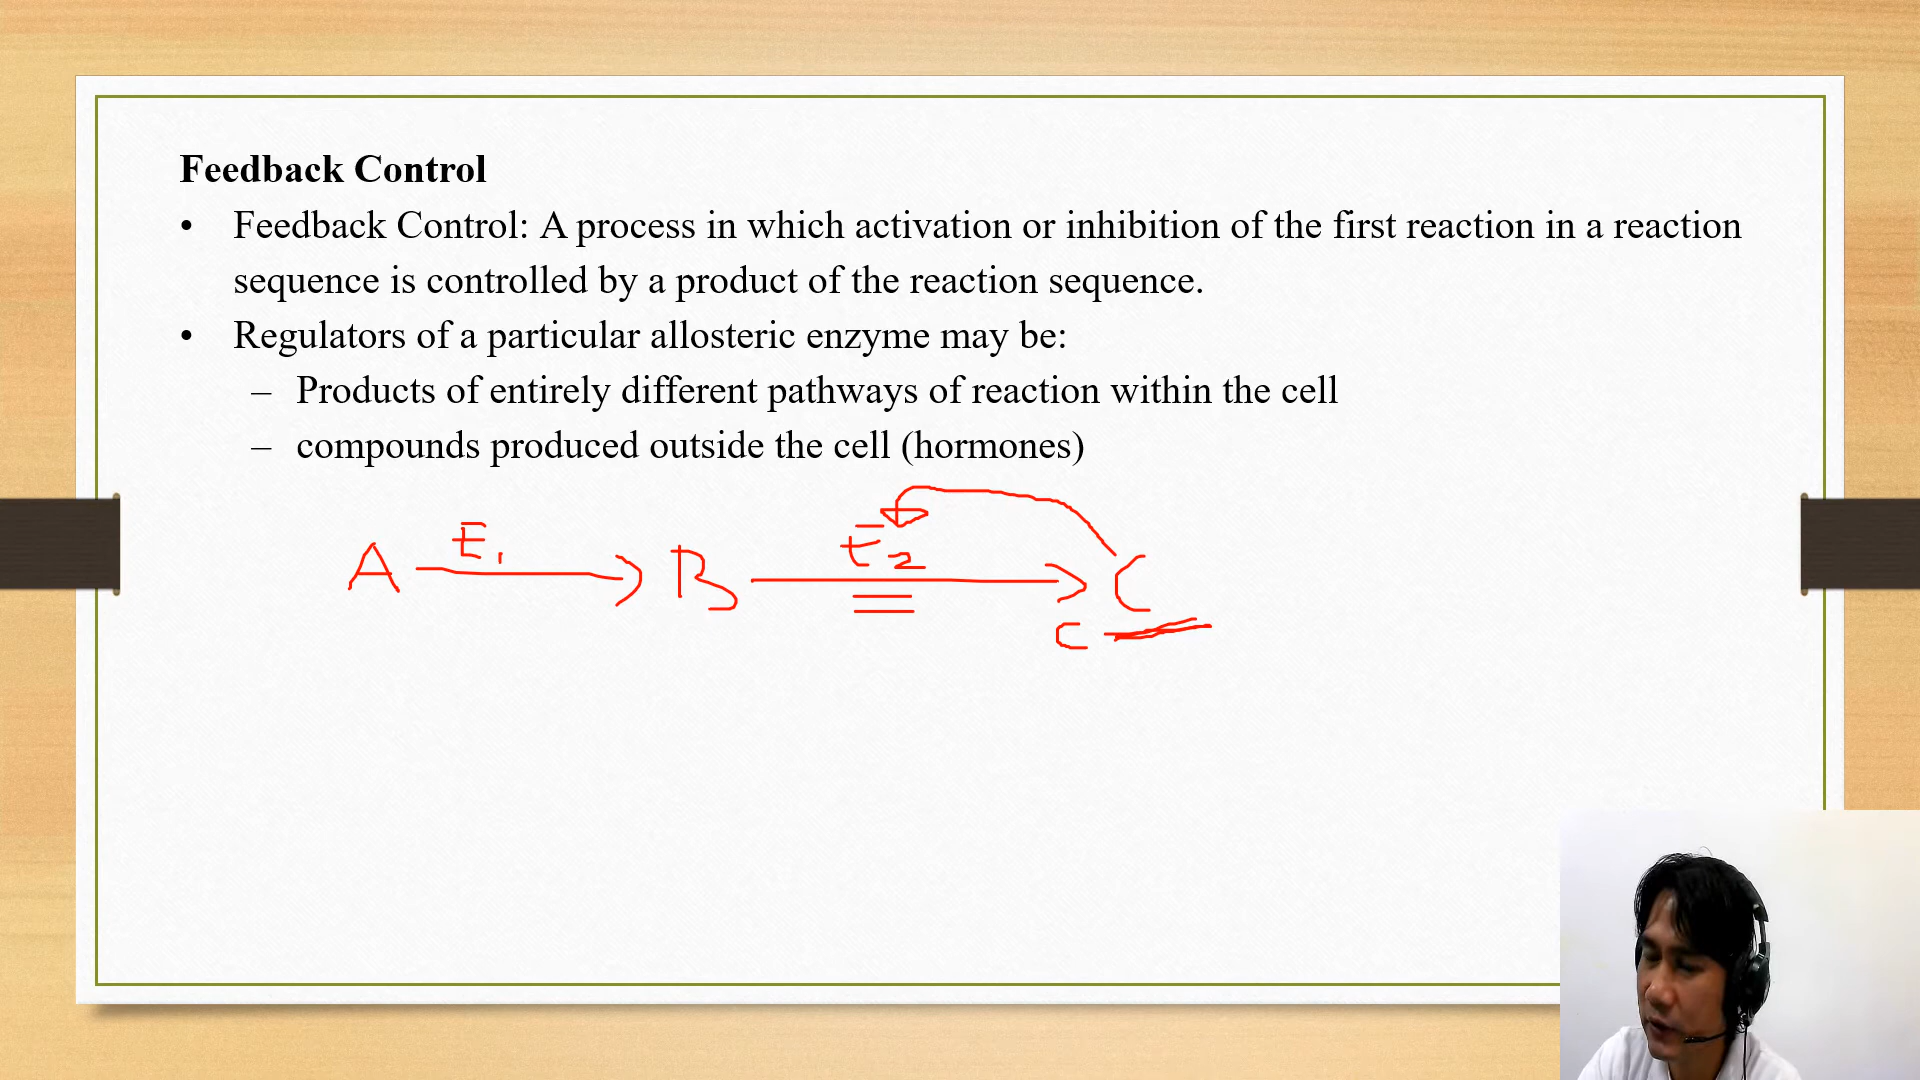 Feedback Control
• Feedback Control: A process in which activation or inhibition of the first reaction in a reaction
sequence is controlled by a product of the reaction sequence.
• Regulators of a particular allosteric enzyme may be:
– Products of entirely different pathways of reaction within the cell
– compounds produced outside the cell (hormones)
A E1 B E2 C
C